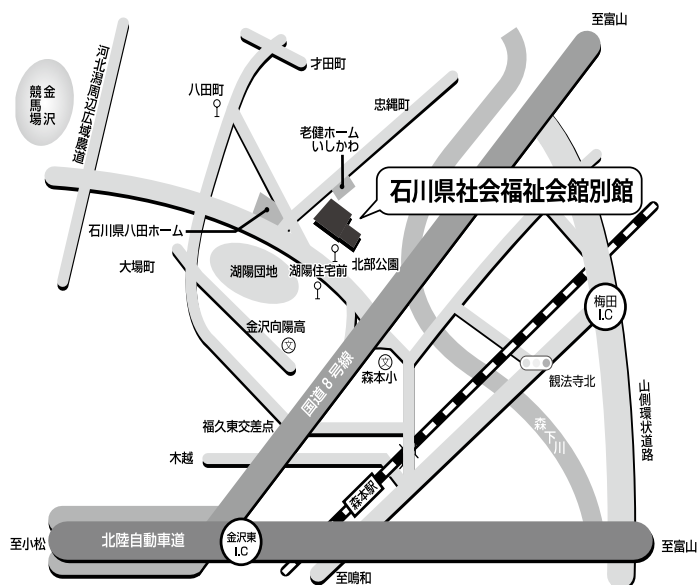 至富山
河北潟周辺広域農道
才田町
八田町
金沢
競馬場
忠縄町
老健ホーム
いしかわ
石川県社会福祉会館別館
石川県八田ホーム
大場町
湖陽団地
湖陽住宅前
北部公園
梅田
I.C
金沢向陽高
文
文
森本小
観法寺北
国道8号線
山側環状道路
福久東交差点
森下川
木越
森本駅
至小松
北陸自動車道
金沢東
I.C
至富山
至鳴和